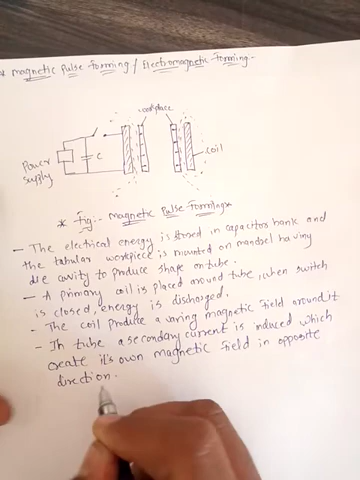 * Magnetic Pulse Forming / Electromagnetic Forming -
workpiece
Power
supply
C
coil
* Fig:- Magnetic Pulse Forming *
- The electrical energy is stored in capacitor bank and
the tabular workpiece is mounted on mandrel having
die cavity to produce shape on tube.
- A primary coil is placed around tube, when switch
is closed, energy is discharged.
- The coil produce a varing magnetic field around it
- In tube a secondary current is induced which
create it's own magnetic field in opposite
direction.